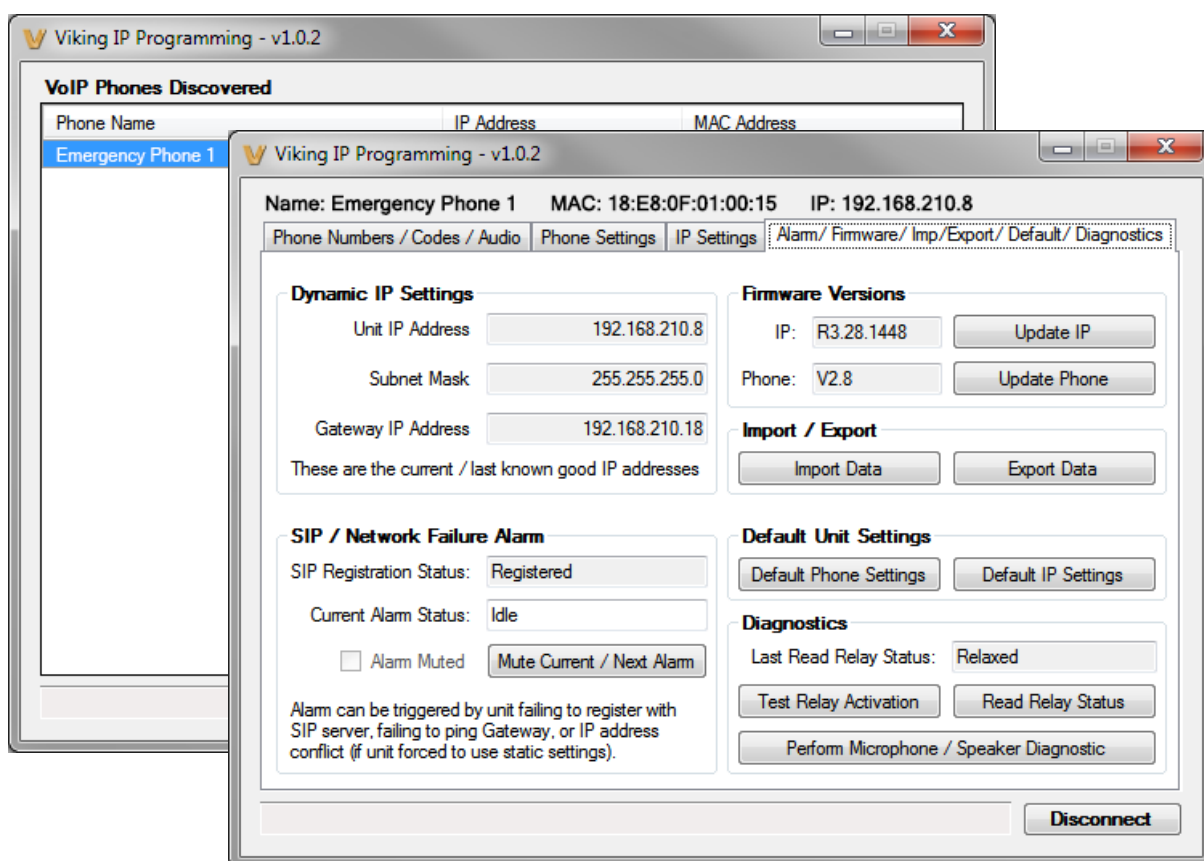 Viking IP Programming - v1.0.2
VoIP Phones Discovered
Phone Name IP Address MAC Address
Emergency Phone 1
Viking IP Programming - v1.0.2
Name: Emergency Phone 1 MAC: 18:E8:0F:01:00:15 IP: 192.168.210.8
Phone Numbers / Codes / Audio Phone Settings IP Settings Alarm/ Firmware/ Imp/Export/ Default/ Diagnostics
Dynamic IP Settings
Unit IP Address 192.168.210.8
Subnet Mask 255.255.255.0
Gateway IP Address 192.168.210.18
These are the current / last known good IP addresses
Firmware Versions
IP: R3.28.1448 Update IP
Phone: V2.8 Update Phone
Import / Export
Import Data Export Data
SIP / Network Failure Alarm
SIP Registration Status: Registered
Current Alarm Status: Idle
Alarm Muted Mute Current / Next Alarm
Alarm can be triggered by unit failing to register with
SIP server, failing to ping Gateway, or IP address
conflict (if unit forced to use static settings).
Default Unit Settings
Default Phone Settings Default IP Settings
Diagnostics
Last Read Relay Status: Relaxed
Test Relay Activation Read Relay Status
Perform Microphone / Speaker Diagnostic
Disconnect